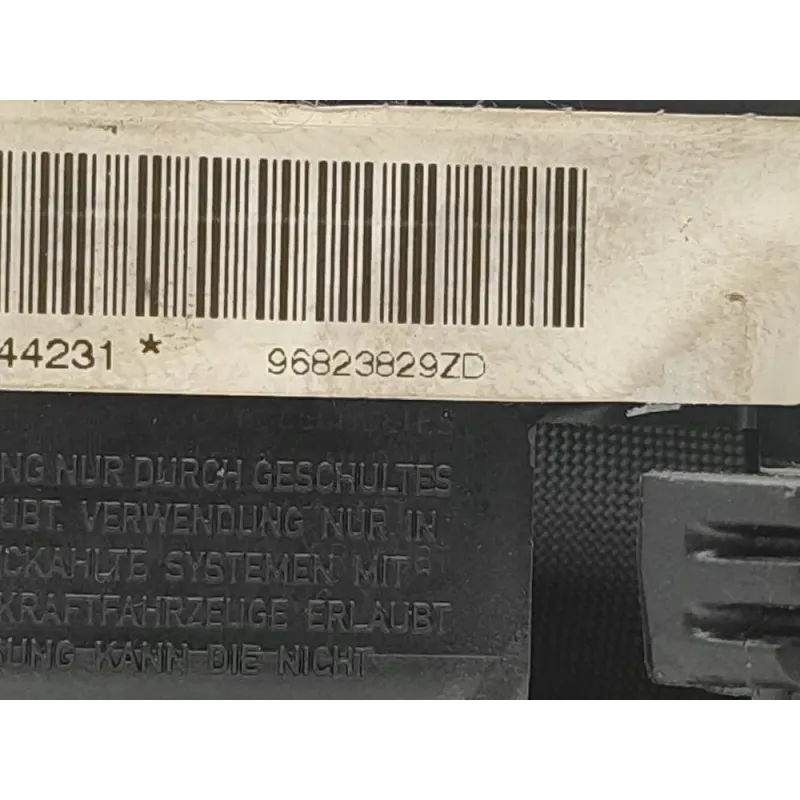 44231 * 96823829ZD
NG NUR DURCH GESCHULTES
UBT. VERWENDUNG NUR IN
CKAHLTE SYSTEMEN MIT
KRAFTFAHRZEUGE ERLAUBT
SUNG KANN DIE NICHT